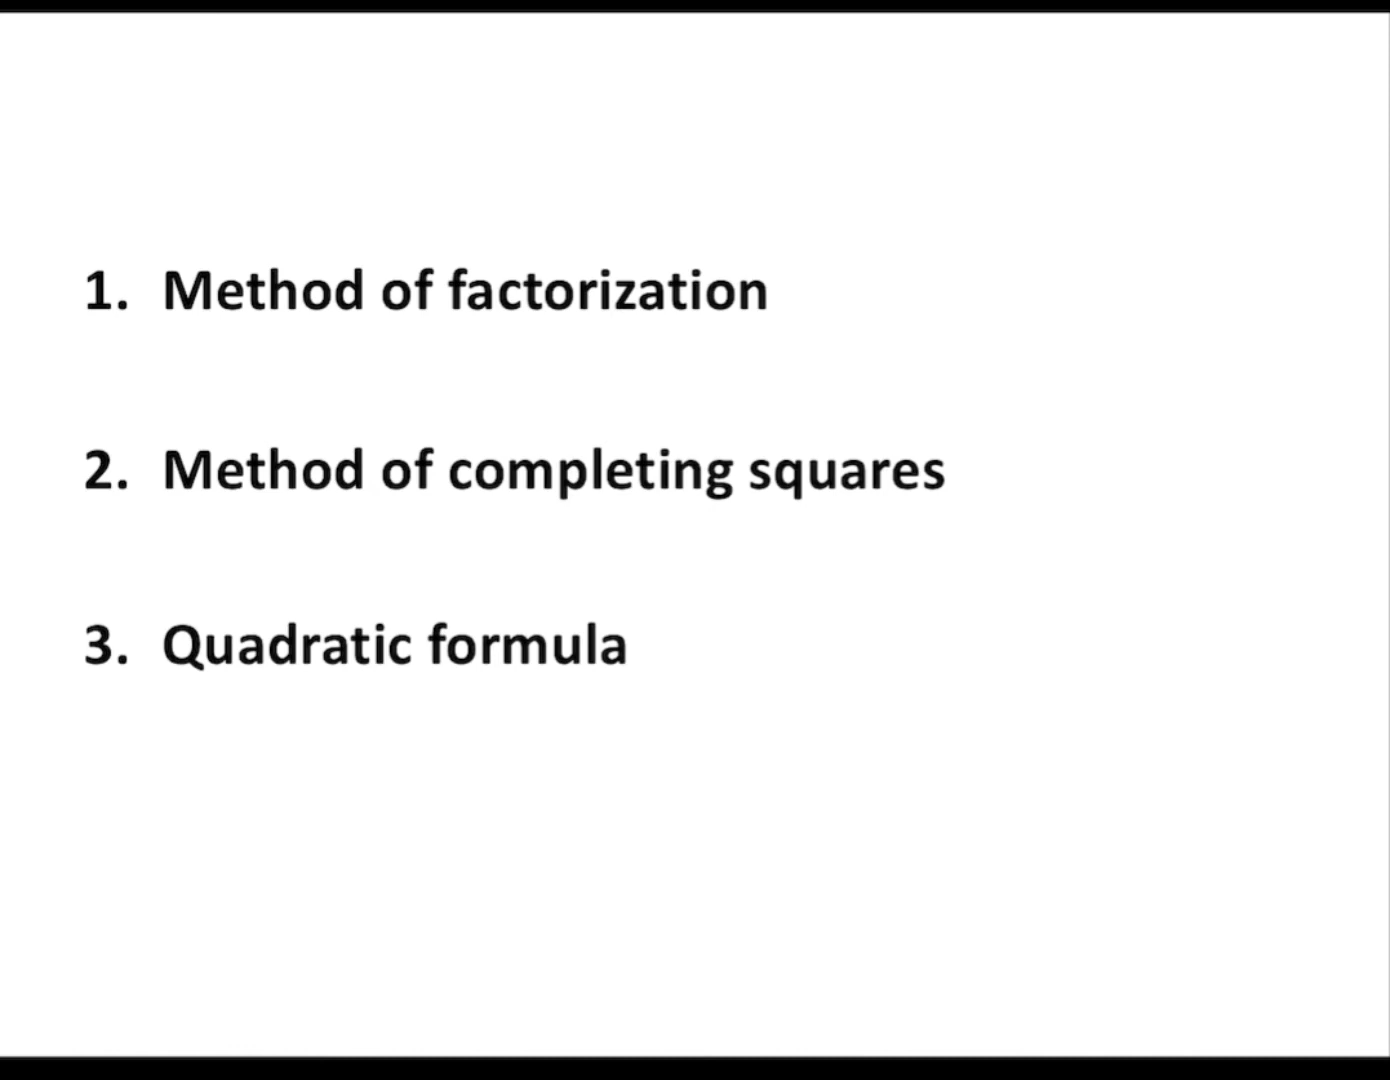 1. Method of factorization
2. Method of completing squares
3. Quadratic formula